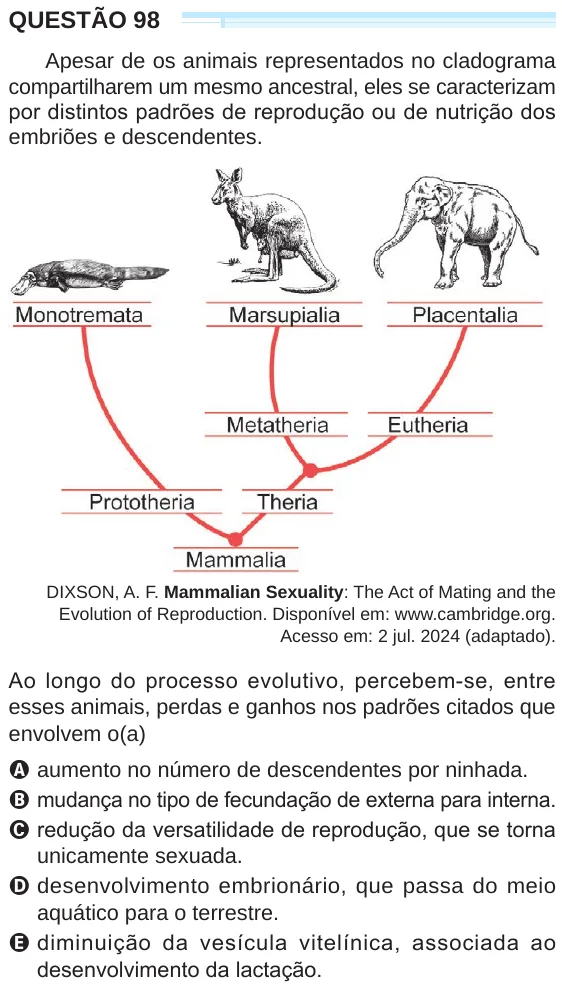 QUESTÃO 98
Apesar de os animais representados no cladograma
compartilharem um mesmo ancestral, eles se caracterizam
por distintos padrões de reprodução ou de nutrição dos
embriões e descendentes.
Monotremata
Marsupialia
Placentalia
Metatheria
Eutheria
Prototheria
Theria
Mammalia
DIXSON, A. F. Mammalian Sexuality: The Act of Mating and the
Evolution of Reproduction. Disponível em: www.cambridge.org.
Acesso em: 2 jul. 2024 (adaptado).
Ao longo do processo evolutivo, percebem-se, entre
esses animais, perdas e ganhos nos padrões citados que
envolvem o(a)
A aumento no número de descendentes por ninhada.
B mudança no tipo de fecundação de externa para interna.
C redução da versatilidade de reprodução, que se torna
unicamente sexuada.
D desenvolvimento embrionário, que passa do meio
aquático para o terrestre.
E diminuição da vesícula vitelínica, associada ao
desenvolvimento da lactação.